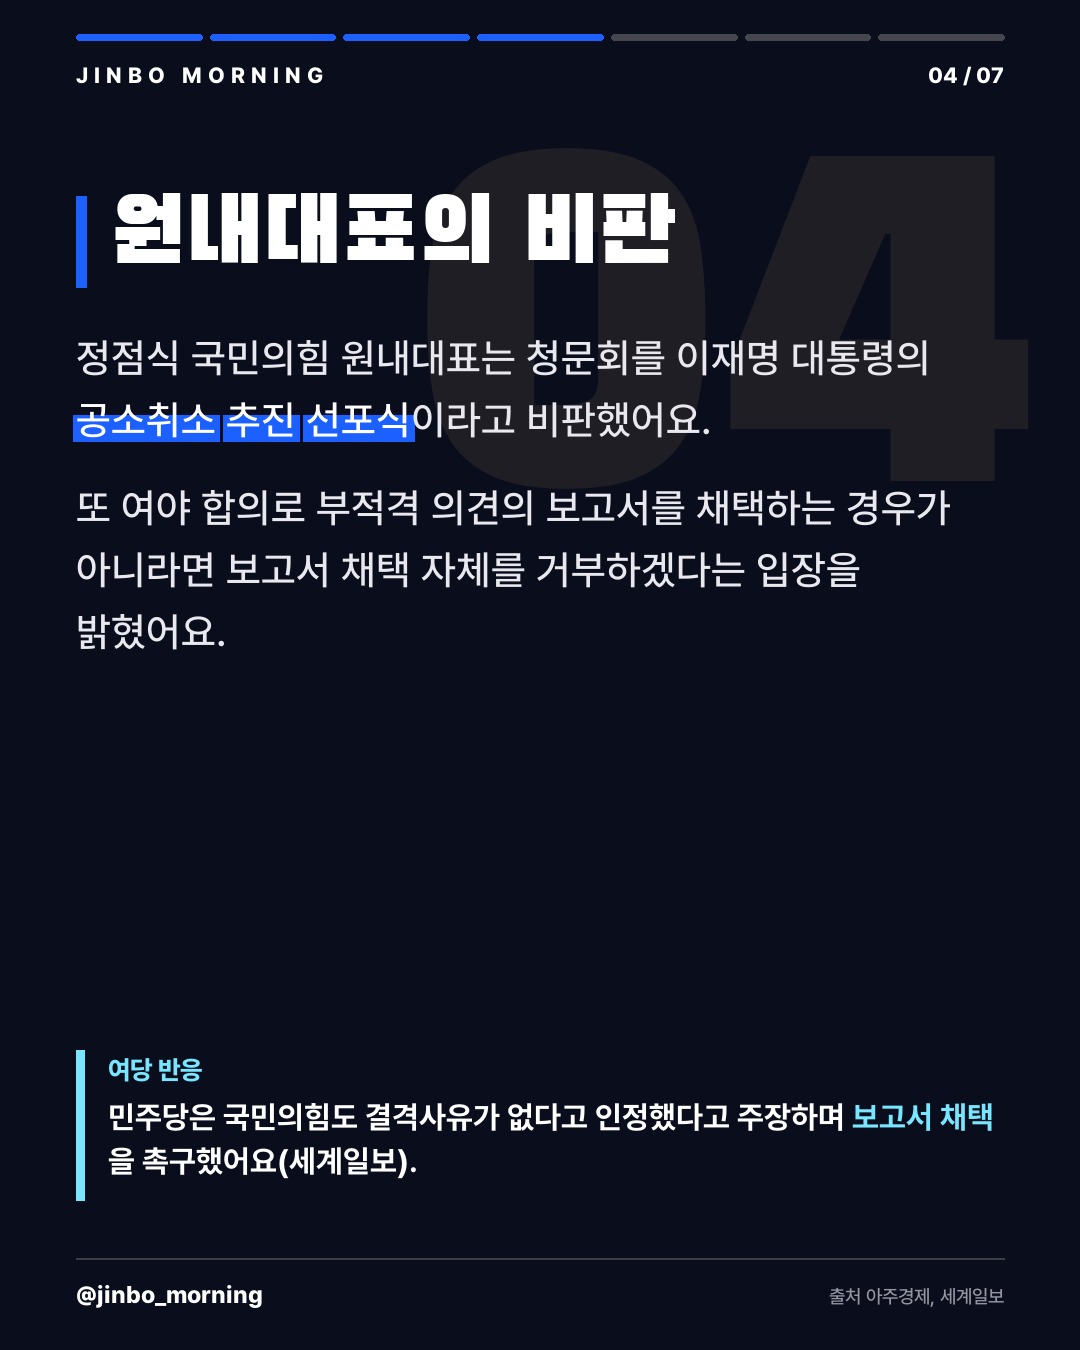 JINBO MORNING
04 / 07
04
원내대표의 비판
정점식 국민의힘 원내대표는 청문회를 이재명 대통령의
공소취소 추진 선포식이라고 비판했어요.
또 여야 합의로 부적격 의견의 보고서를 채택하는 경우가
아니라면 보고서 채택 자체를 거부하겠다는 입장을
밝혔어요.
여당 반응
민주당은 국민의힘도 결격사유가 없다고 인정했다고 주장하며 보고서 채택
을 촉구했어요(세계일보).
@jinbo_morning
출처 아주경제, 세계일보